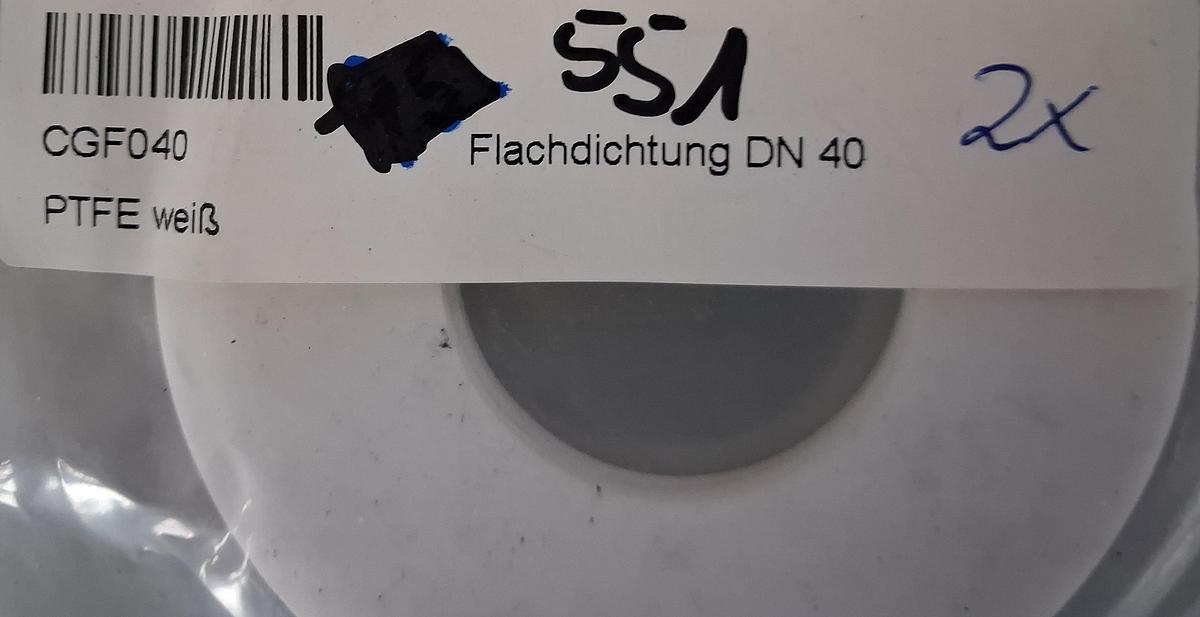 551
2x
CGF040 Flachdichtung DN 40
PTFE weiß